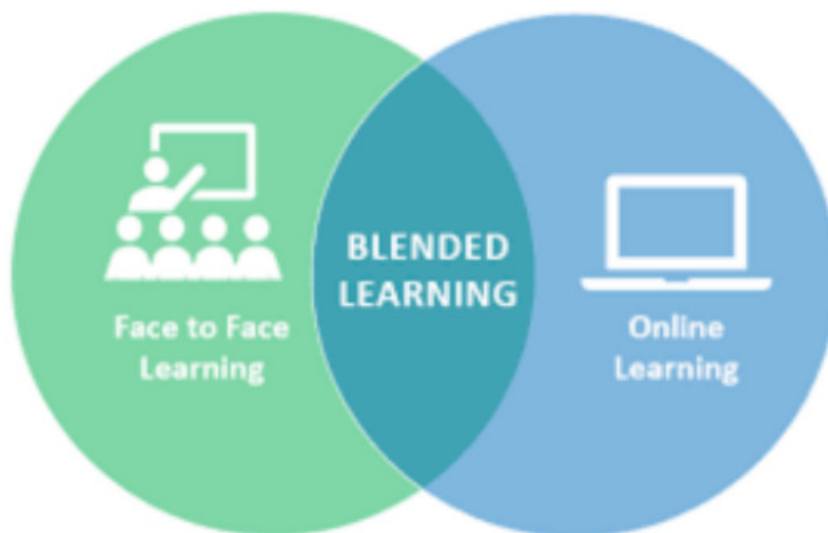 Face to Face
Learning
BLENDED
LEARNING
Online
Learning